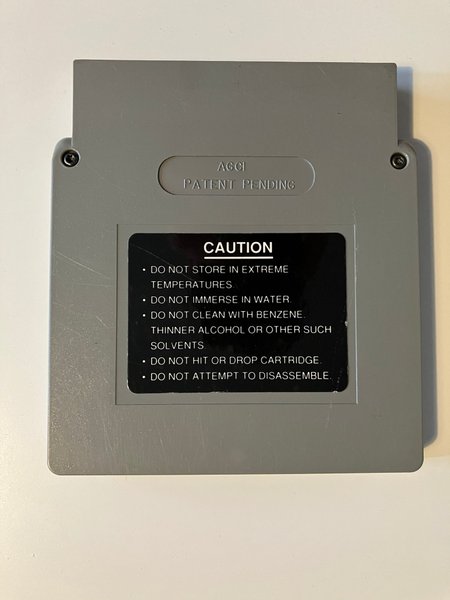 AGCI
PATENT PENDING
CAUTION
• DO NOT STORE IN EXTREME
TEMPERATURES.
• DO NOT IMMERSE IN WATER.
• DO NOT CLEAN WITH BENZENE.
THINNER ALCOHOL OR OTHER SUCH
SOLVENTS.
• DO NOT HIT OR DROP CARTRIDGE.
• DO NOT ATTEMPT TO DISASSEMBLE.